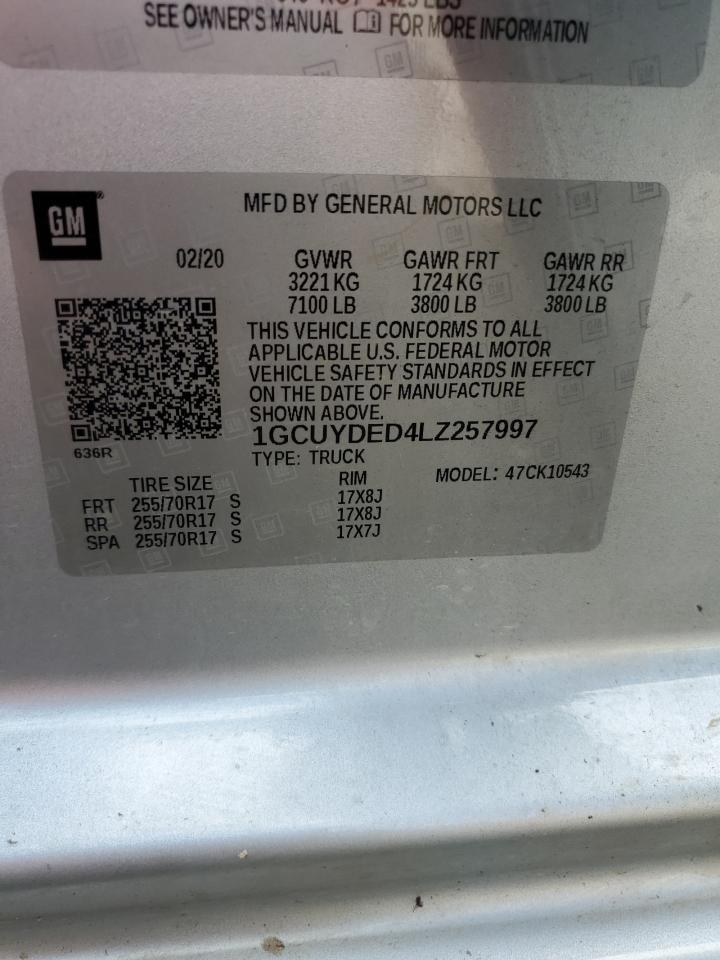 SEE OWNER'S MANUAL FOR MORE INFORMATION
GM
MFD BY GENERAL MOTORS LLC
02/20 GVWR GAWR FRT GAWR RR
3221 KG 1724 KG 1724 KG
7100 LB 3800 LB 3800 LB
THIS VEHICLE CONFORMS TO ALL
APPLICABLE U.S. FEDERAL MOTOR
VEHICLE SAFETY STANDARDS IN EFFECT
ON THE DATE OF MANUFACTURE
SHOWN ABOVE.
1GCUYDED4LZ257997
636R
TYPE: TRUCK
MODEL: 47CK10543
TIRE SIZE RIM
FRT 255/70R17 S 17X8J
RR 255/70R17 S 17X8J
SPA 255/70R17 S 17X7J